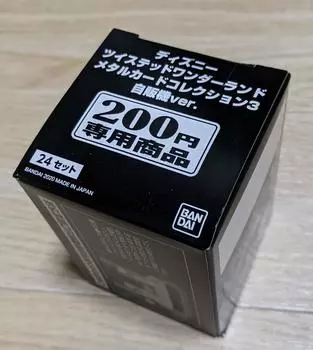 ディズニー
ツイステッドワンダーランド
メタルカードコレクション3
自販機ver.
200円
専用商品
24セット
BANDAI 2020 MADE IN JAPAN
BAN
DAI